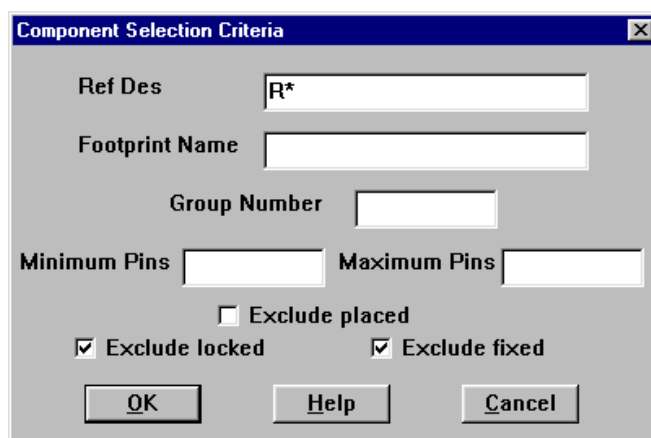 Component Selection Criteria
Ref Des R*
Footprint Name
Group Number
Minimum Pins Maximum Pins
Exclude placed
Exclude locked Exclude fixed
OK Help Cancel